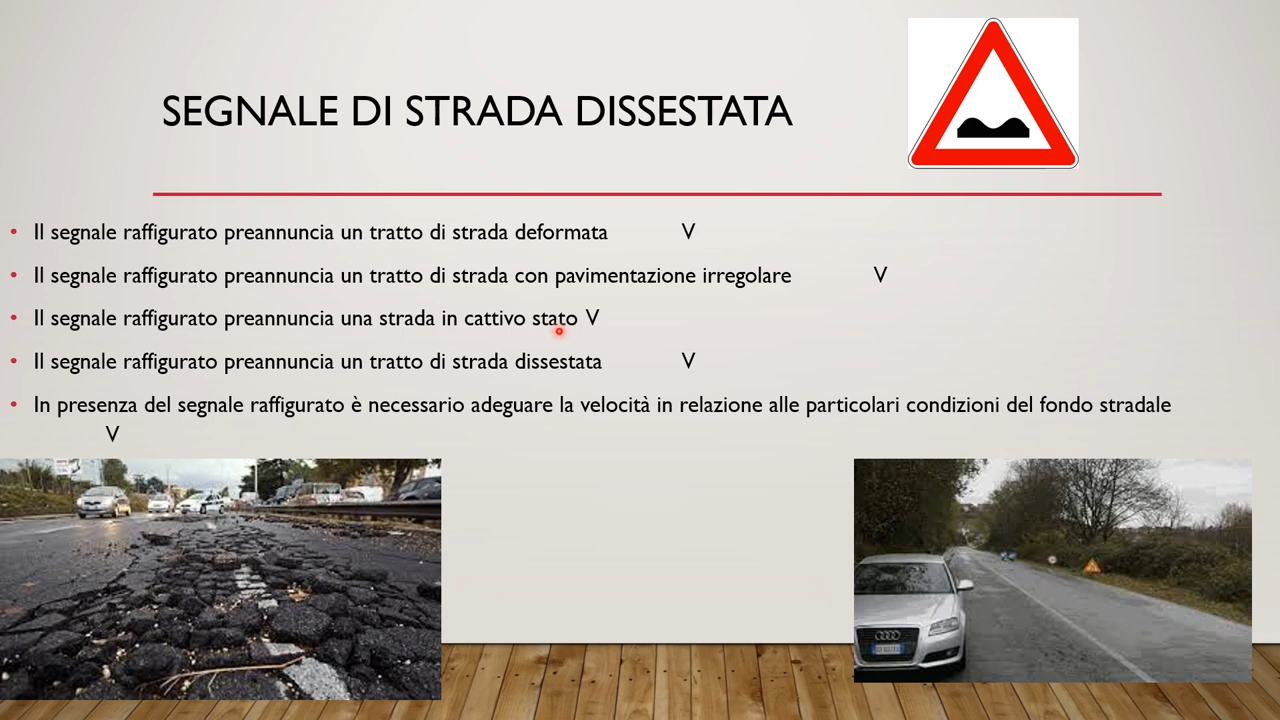 SEGNALE DI STRADA DISSESTATA
• Il segnale raffigurato preannuncia un tratto di strada deformata V
• Il segnale raffigurato preannuncia un tratto di strada con pavimentazione irregolare V
• Il segnale raffigurato preannuncia una strada in cattivo stato V
• Il segnale raffigurato preannuncia un tratto di strada dissestata V
• In presenza del segnale raffigurato è necessario adeguare la velocità in relazione alle particolari condizioni del fondo stradale
V